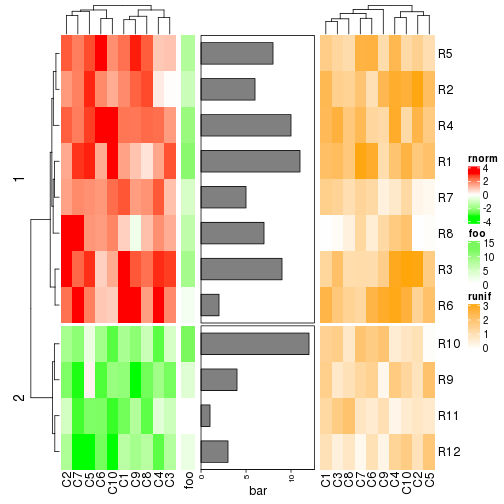 R5
R2
R4
R1
R7
R8
R3
R6
R10
R9
R11
R12
1
2
C2 C7 C5 C6 C10 C1 C9 C8 C4 C3
foo
0 5 10
bar
C1 C3 C8 C7 C6 C9 C4 C10 C2 C5
rnorm
4
2
0
-2
-4
foo
15
10
5
0
runif
3
2
1
0